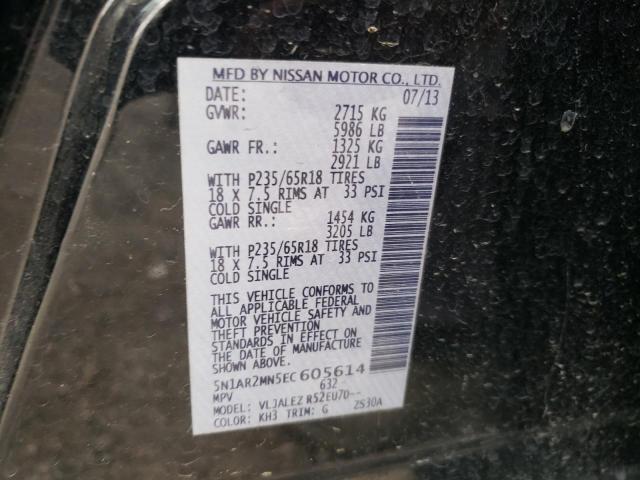 MFD BY NISSAN MOTOR CO., LTD.
DATE: 07/13
GVWR: 2715 KG
5986 LB
GAWR FR.: 1325 KG
2921 LB
WITH P235/65R18 TIRES
18 X 7.5 RIMS AT 33 PSI
COLD SINGLE
GAWR RR.: 1454 KG
3205 LB
WITH P235/65R18 TIRES
18 X 7.5 RIMS AT 33 PSI
COLD SINGLE
THIS VEHICLE CONFORMS TO
ALL APPLICABLE FEDERAL
MOTOR VEHICLE SAFETY AND
THEFT PREVENTION
STANDARDS IN EFFECT ON
THE DATE OF MANUFACTURE
SHOWN ABOVE.
5N1AR2MN5EC605614
MPV 632
MODEL: VLJALEZ R52EU70--
COLOR: KH3 TRIM: G ZS30A